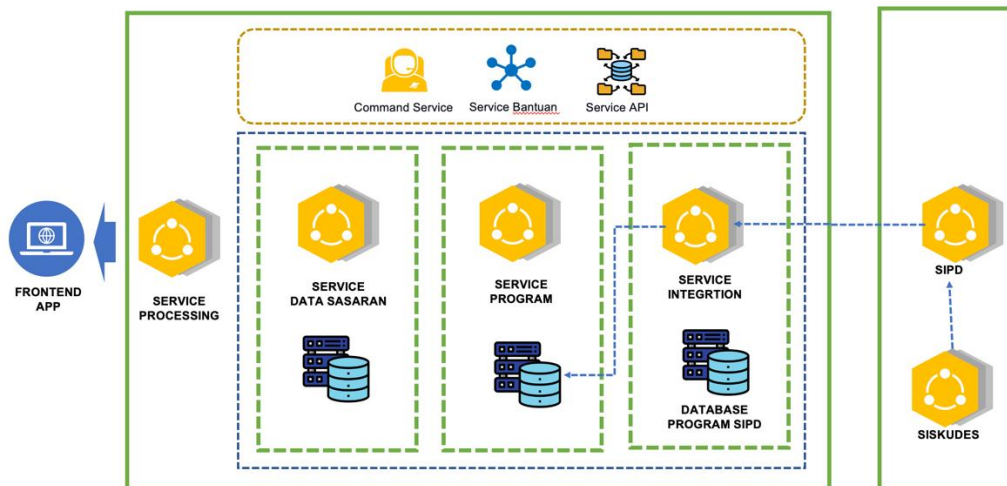 Command Service
Service Bantuan
Service API
FRONTEND
APP
SERVICE
PROCESSING
SERVICE
DATA SASARAN
SERVICE
PROGRAM
SERVICE
INTEGRTION
DATABASE
PROGRAM SIPD
SIPD
SISKUDES